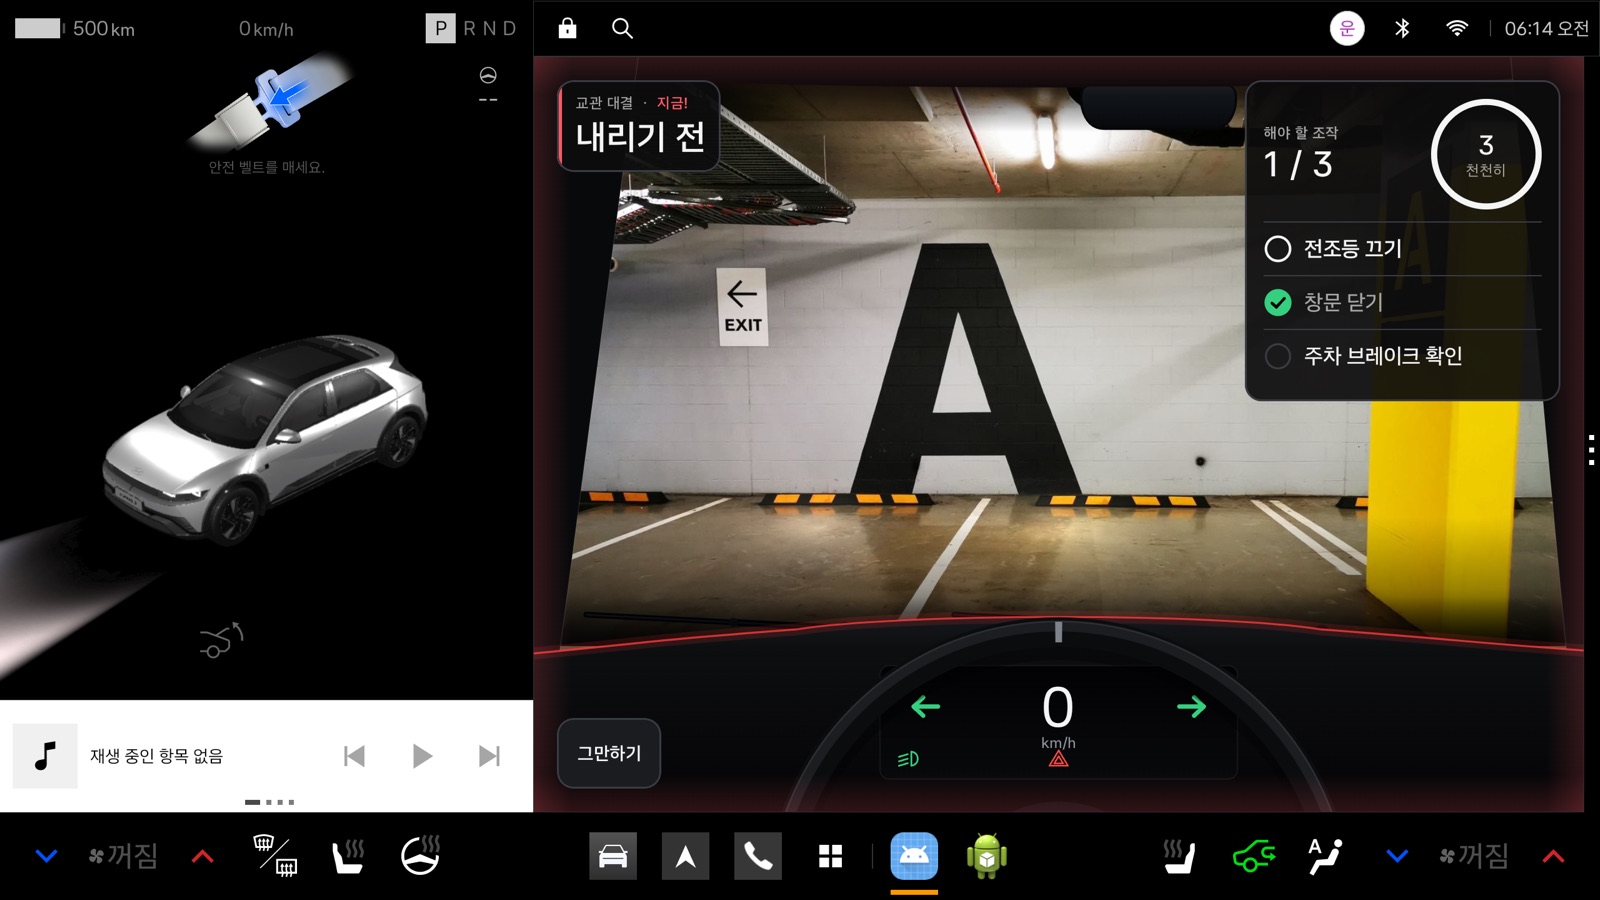 500 km
0 km/h
P R N D
안전 벨트를 매세요.
재생 중인 항목 없음
운
06:14 오전
교관 대결 · 지금!
내리기 전
해야 할 조작
1 / 3
3
천천히
전조등 끄기
창문 닫기
주차 브레이크 확인
EXIT
A
A
0
km/h
그만하기
꺼짐
A
꺼짐